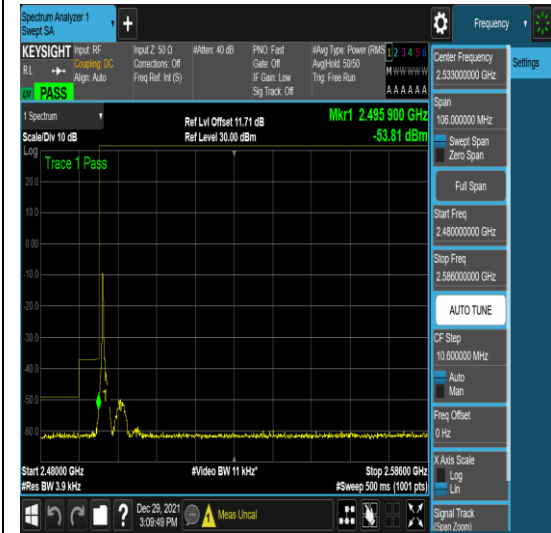 Spectrum Analyzer 1
Swept SA
+
Frequency
KEYSIGHT
RL
LW PASS
Input: RF
Coupling: DC
Align: Auto
Input Z: 50 Ω
Corrections: Off
Freq Ref: Int (S)
#Atten: 40 dB
PNO: Fast
Gate: Off
IF Gain: Low
Sig Track: Off
#Avg Type: Power (RMS
Avg|Hold: 50/50
Trig: Free Run
1 2 3 4 5 6
M W W W W W
A A A A A A
1 Spectrum
Scale/Div 10 dB
Ref Lvl Offset 11.71 dB
Ref Level 30.00 dBm
Mkr1 2.495 900 GHz
-53.81 dBm
Log
Trace 1 Pass
20.0
10.0
0.00
-10.0
-20.0
-30.0
-40.0
-50.0
-60.0
Start 2.48000 GHz
#Res BW 3.9 kHz
#Video BW 11 kHz*
Stop 2.58600 GHz
#Sweep 500 ms (1001 pts)
Center Frequency
2.533000000 GHz
Settings
Span
106.000000 MHz
Swept Span
Zero Span
Full Span
Start Freq
2.480000000 GHz
Stop Freq
2.586000000 GHz
AUTO TUNE
CF Step
10.600000 MHz
Auto
Man
Freq Offset
0 Hz
X Axis Scale
Log
Lin
Signal Track
(Span Zoom)
?
Dec 29, 2021
3:09:49 PM
Meas Uncal